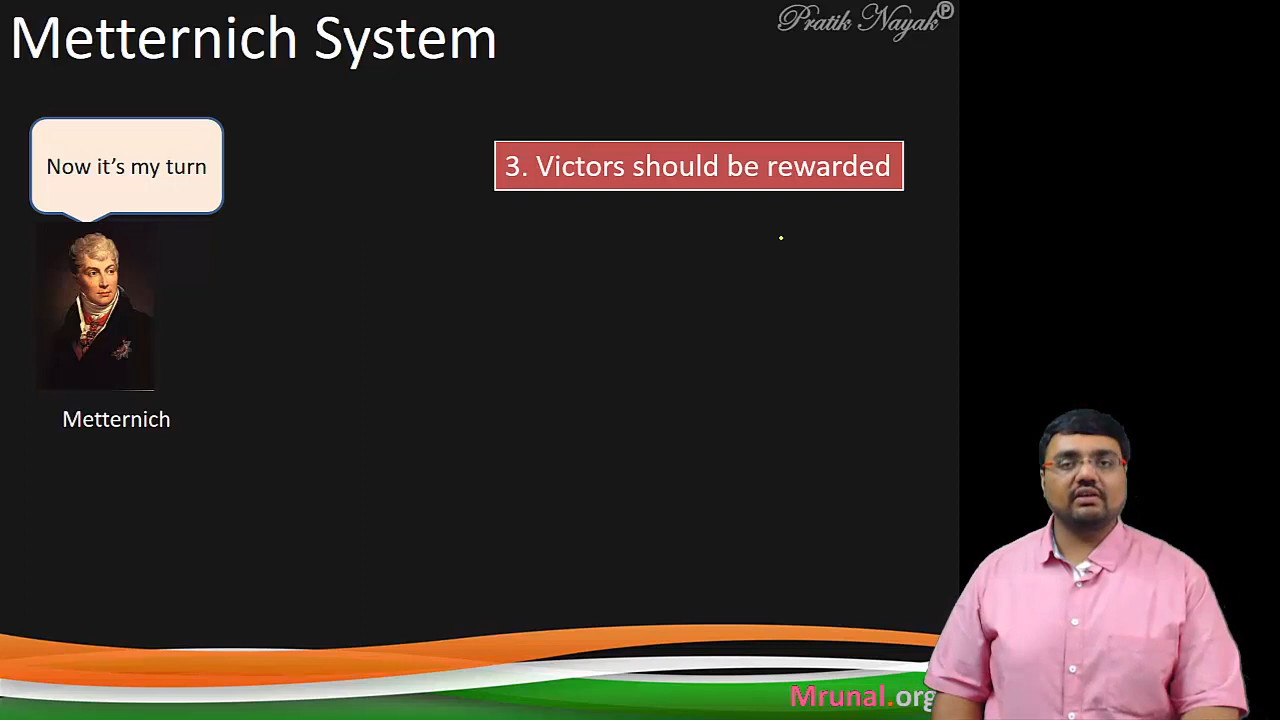 Metternich System
Pratik Nayak℗
Now it’s my turn
3. Victors should be rewarded
Metternich
Mrunal.org